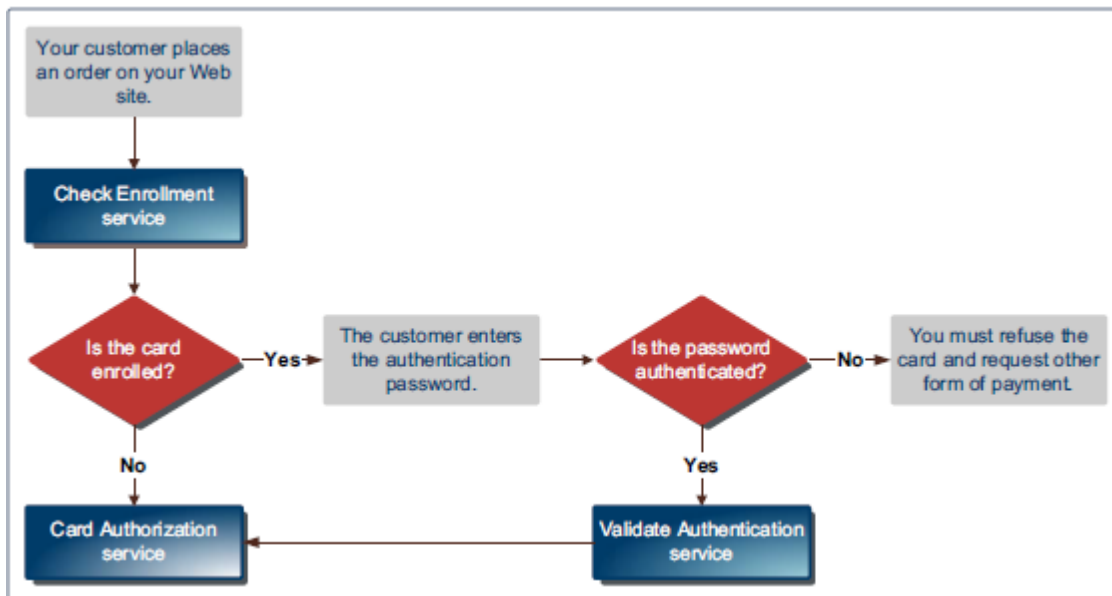 Your customer places
an order on your Web
site.
Check Enrollment
service
Is the card
enrolled?
Yes
The customer enters
the authentication
password.
Is the password
authenticated?
No
You must refuse the
card and request other
form of payment.
No
Yes
Card Authorization
service
Validate Authentication
service